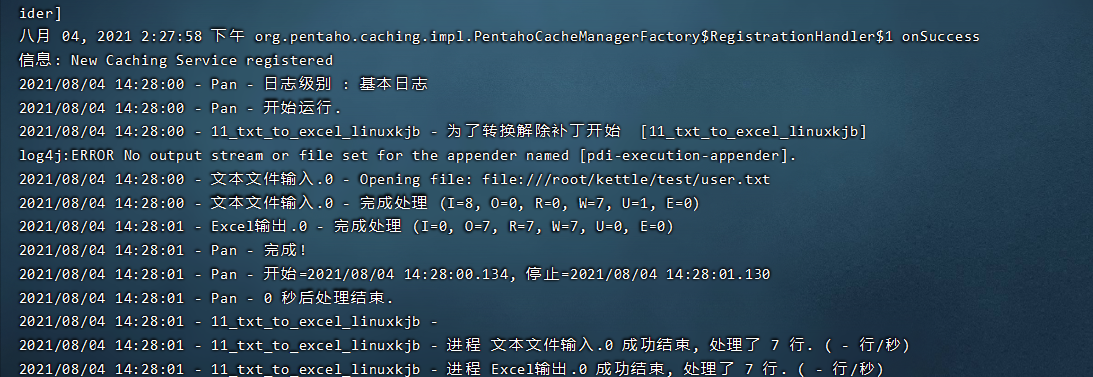 ider]
八月 04, 2021 2:27:58 下午 org.pentaho.caching.impl.PentahoCacheManagerFactory$RegistrationHandler$1 onSuccess
信息: New Caching Service registered
2021/08/04 14:28:00 - Pan - 日志级别 : 基本日志
2021/08/04 14:28:00 - Pan - 开始运行.
2021/08/04 14:28:00 - 11_txt_to_excel_linuxkjb - 为了转换解除补丁开始  [11_txt_to_excel_linuxkjb]
log4j:ERROR No output stream or file set for the appender named [pdi-execution-appender].
2021/08/04 14:28:00 - 文本文件输入.0 - Opening file: file:///root/kettle/test/user.txt
2021/08/04 14:28:00 - 文本文件输入.0 - 完成处理 (I=8, O=0, R=0, W=7, U=1, E=0)
2021/08/04 14:28:01 - Excel输出.0 - 完成处理 (I=0, O=7, R=7, W=7, U=0, E=0)
2021/08/04 14:28:01 - Pan - 完成!
2021/08/04 14:28:01 - Pan - 开始=2021/08/04 14:28:00.134, 停止=2021/08/04 14:28:01.130
2021/08/04 14:28:01 - Pan - 0 秒后处理结束.
2021/08/04 14:28:01 - 11_txt_to_excel_linuxkjb -
2021/08/04 14:28:01 - 11_txt_to_excel_linuxkjb - 进程 文本文件输入.0 成功结束, 处理了 7 行. ( - 行/秒)
2021/08/04 14:28:01 - 11_txt_to_excel_linuxkjb - 进程 Excel输出.0 成功结束, 处理了 7 行. ( - 行/秒)